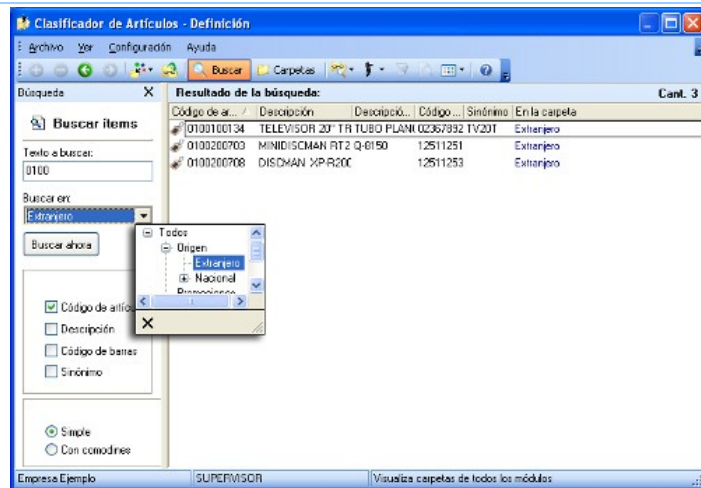 Clasificador de Artículos - Definición
Archivo Ver Configuración Ayuda
Buscar Carpetas
Búsqueda X
Resultado de la búsqueda: Cant. 3
Código de ar... Descripción Descripció... Código ... Sinónimo En la carpeta
0100100134 TELEVISOR 20" TR TUBO PLANI 02367892 TV20T Extranjero
0100200703 MINIDISCMAN RT2 Q-8150 12511251 Extranjero
0100200708 DISCMAN XP-R200 12511253 Extranjero
Buscar ítems
Texto a buscar:
0100
Buscar en:
Extranjero
Buscar ahora
Todos
Origen
Extranjero
Nacional
Promociones
Código de artícu
Descripción
Código de barras
Sinónimo
Simple
Con comodines
Empresa Ejemplo SUPERVISOR Visualiza carpetas de todos los módulos